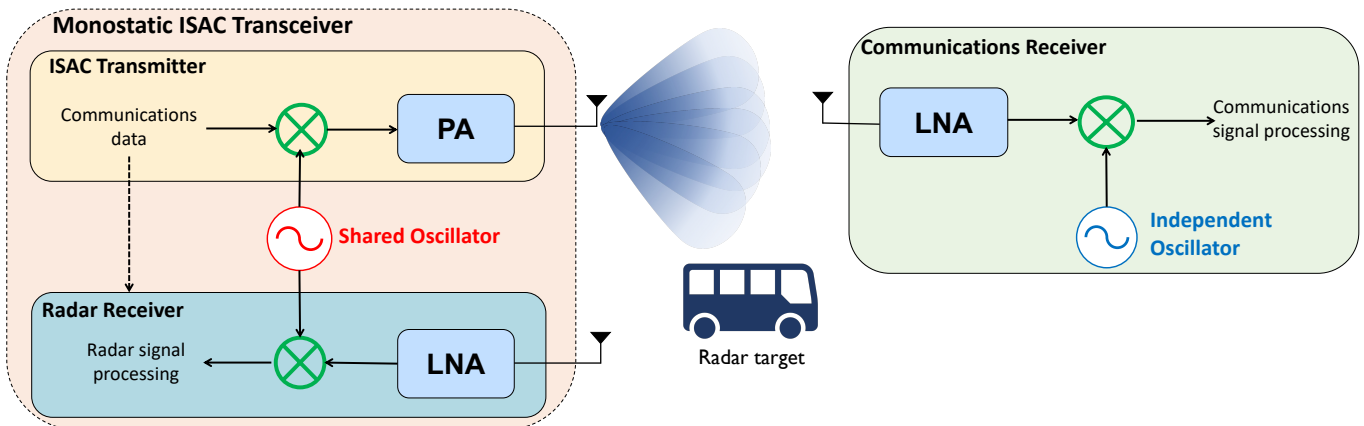 Monostatic ISAC Transceiver
ISAC Transmitter
Communications
data
PA
Shared Oscillator
Radar Receiver
Radar signal
processing
LNA
Radar target
Communications Receiver
LNA
Communications
signal processing
Independent
Oscillator